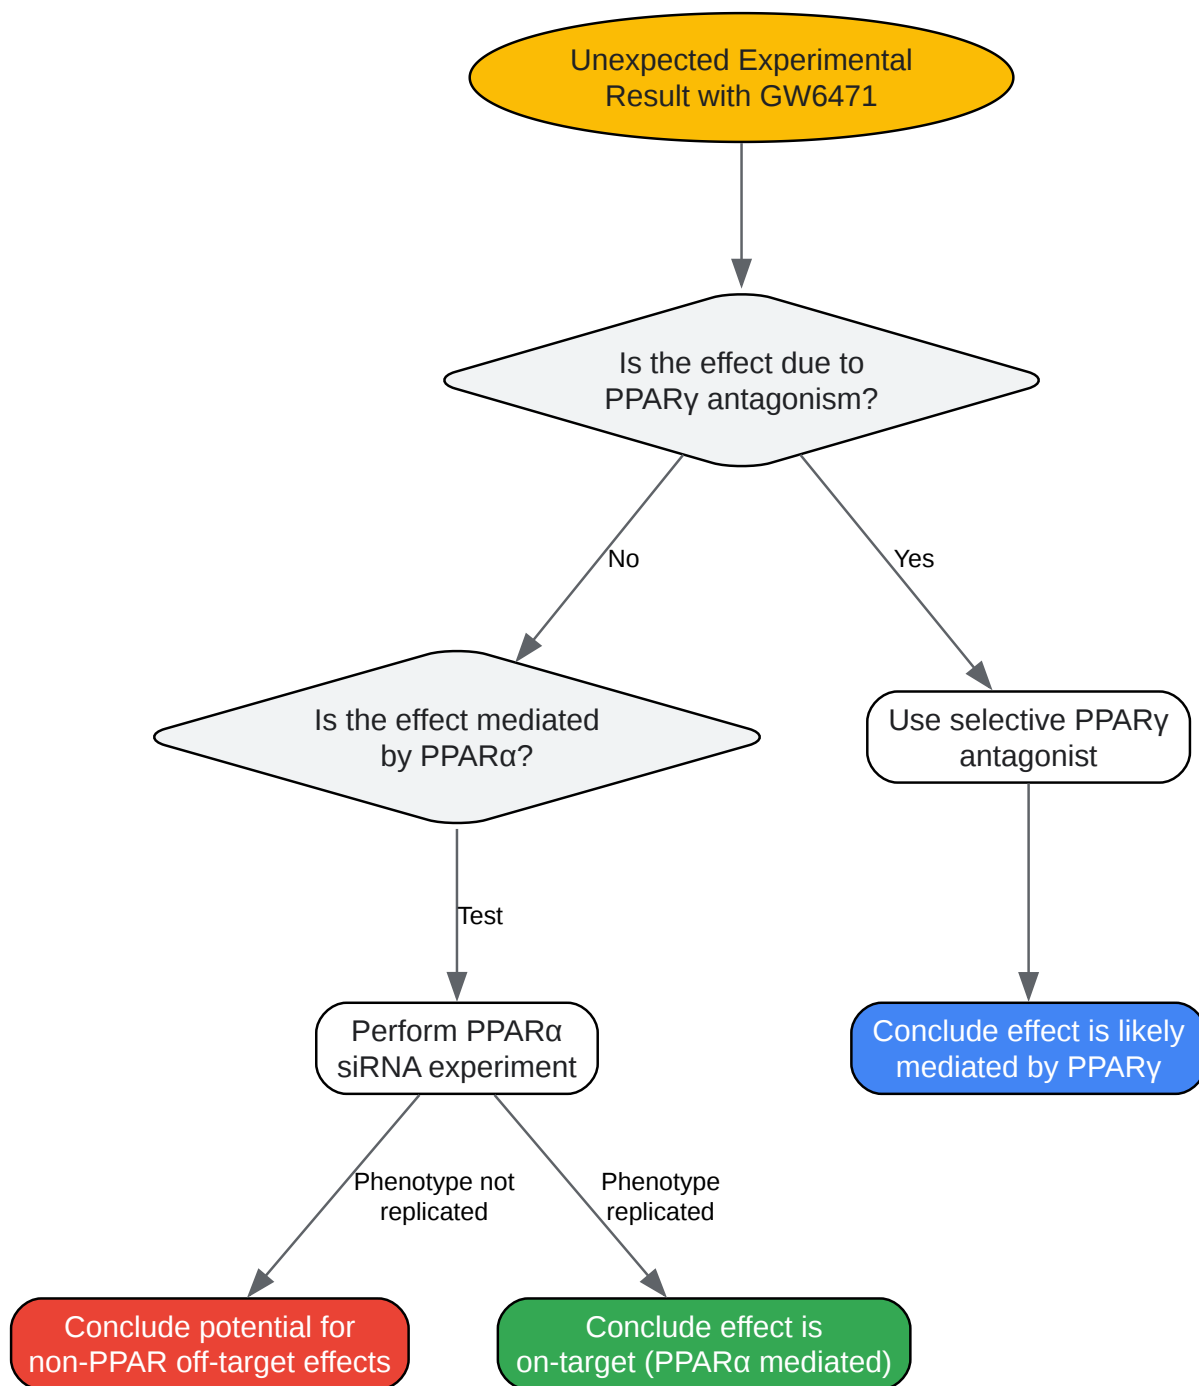 Unexpected Experimental
Result with GW6471
Is the effect due to
PPARγ antagonism?
No
Yes
Is the effect mediated
by PPARα?
Use selective PPARγ
antagonist
Test
Perform PPARα
siRNA experiment
Conclude effect is likely
mediated by PPARγ
Phenotype not
replicated
Phenotype
replicated
Conclude potential for
non-PPAR off-target effects
Conclude effect is
on-target (PPARα mediated)